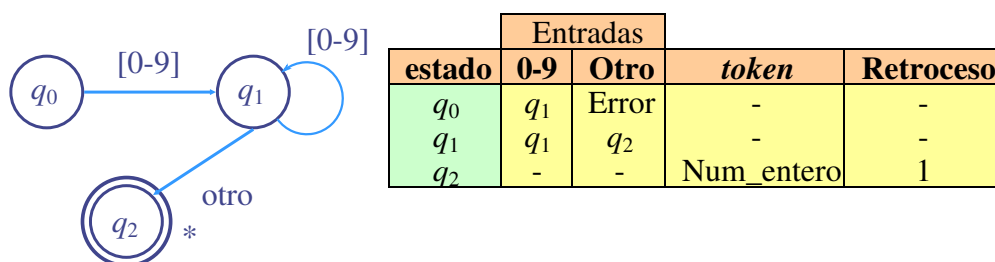 [0-9]
[0-9]
q0
q1
otro
q2
*
Entradas
estado 0-9 Otro token Retroceso
q0 q1 Error - -
q1 q1 q2 - -
q2 - - Num_entero 1